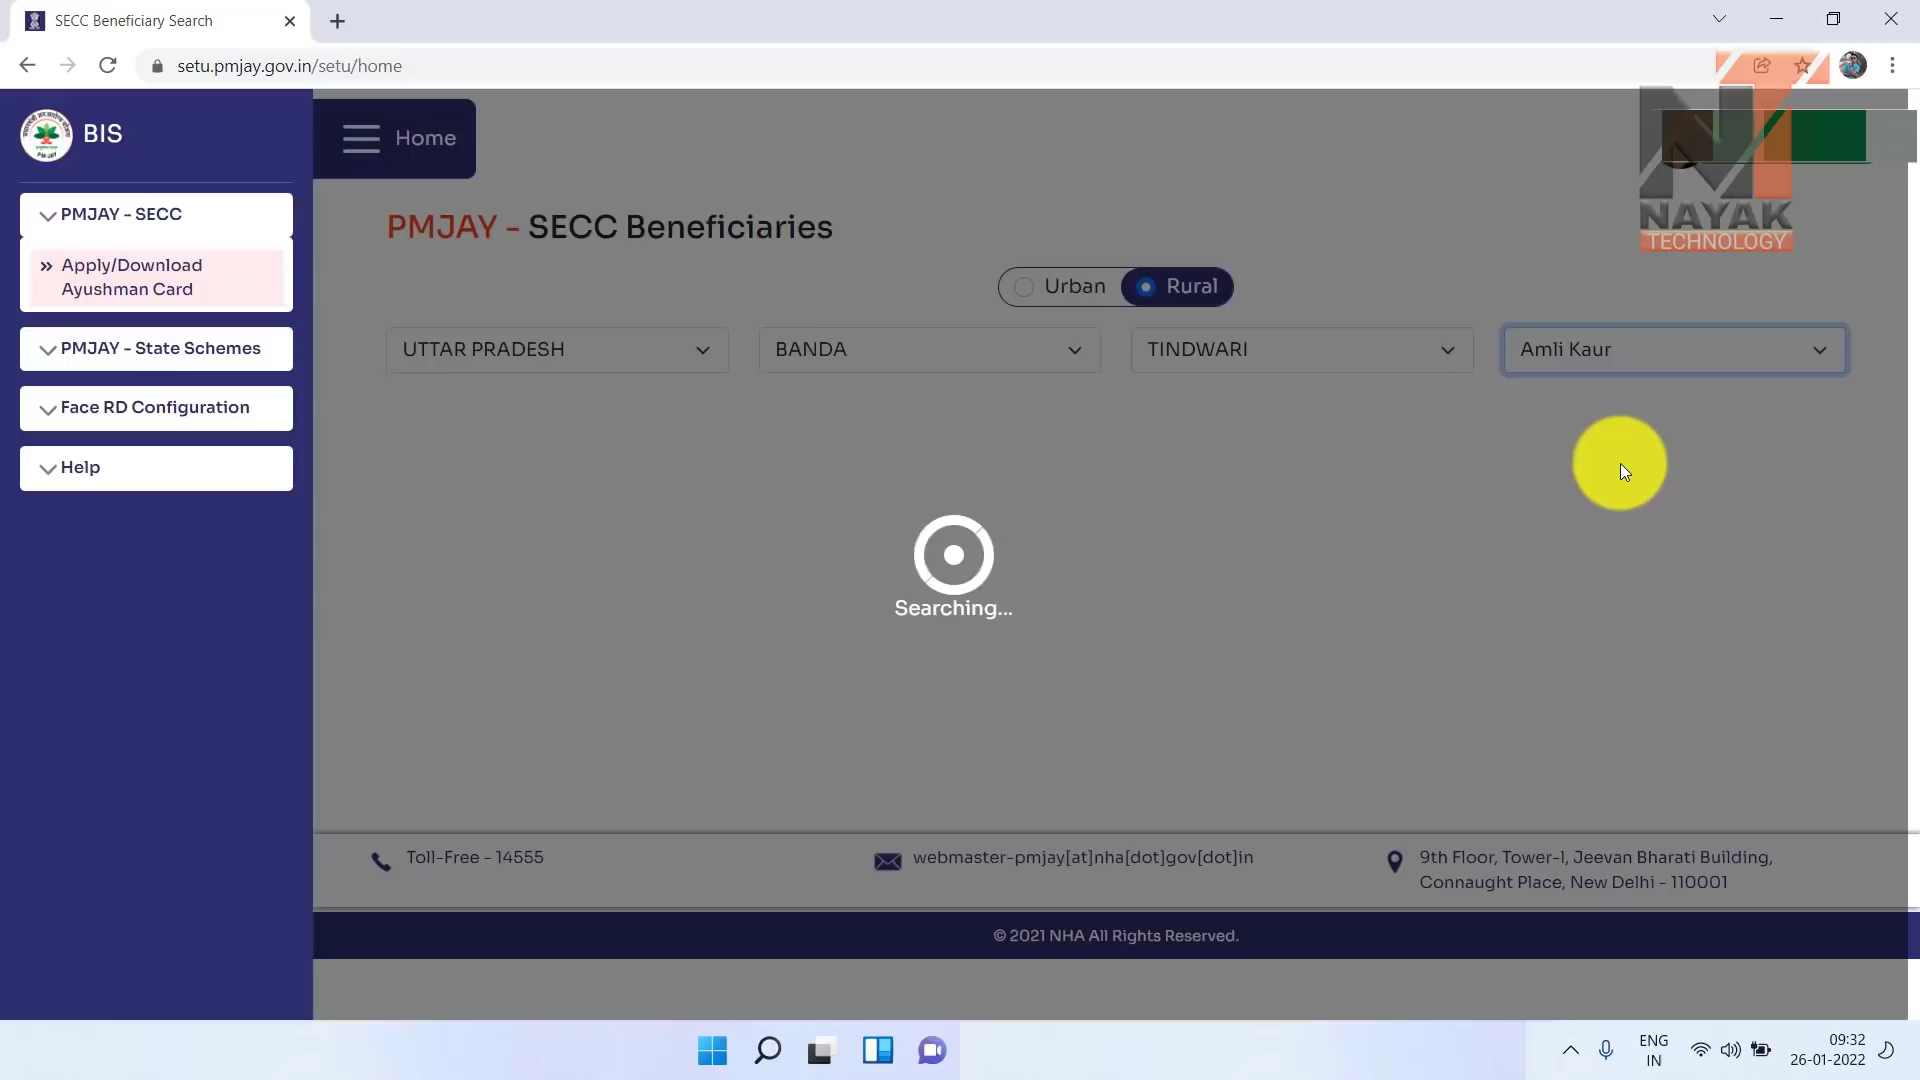 SECC Beneficiary Search
setu.pmjay.gov.in/setu/home
BIS
PMJAY - SECC
Apply/Download
Ayushman Card
PMJAY - State Schemes
Face RD Configuration
Help
Home
PMJAY - SECC Beneficiaries
Urban Rural
UTTAR PRADESH BANDA TINDWARI Amli Kaur
NAYAK
TECHNOLOGY
Searching...
Toll-Free - 14555
webmaster-pmjay[at]nha[dot]gov[dot]in
9th Floor, Tower-l, Jeevan Bharati Building,
Connaught Place, New Delhi - 110001
© 2021 NHA All Rights Reserved.
ENG
IN
09:32
26-01-2022